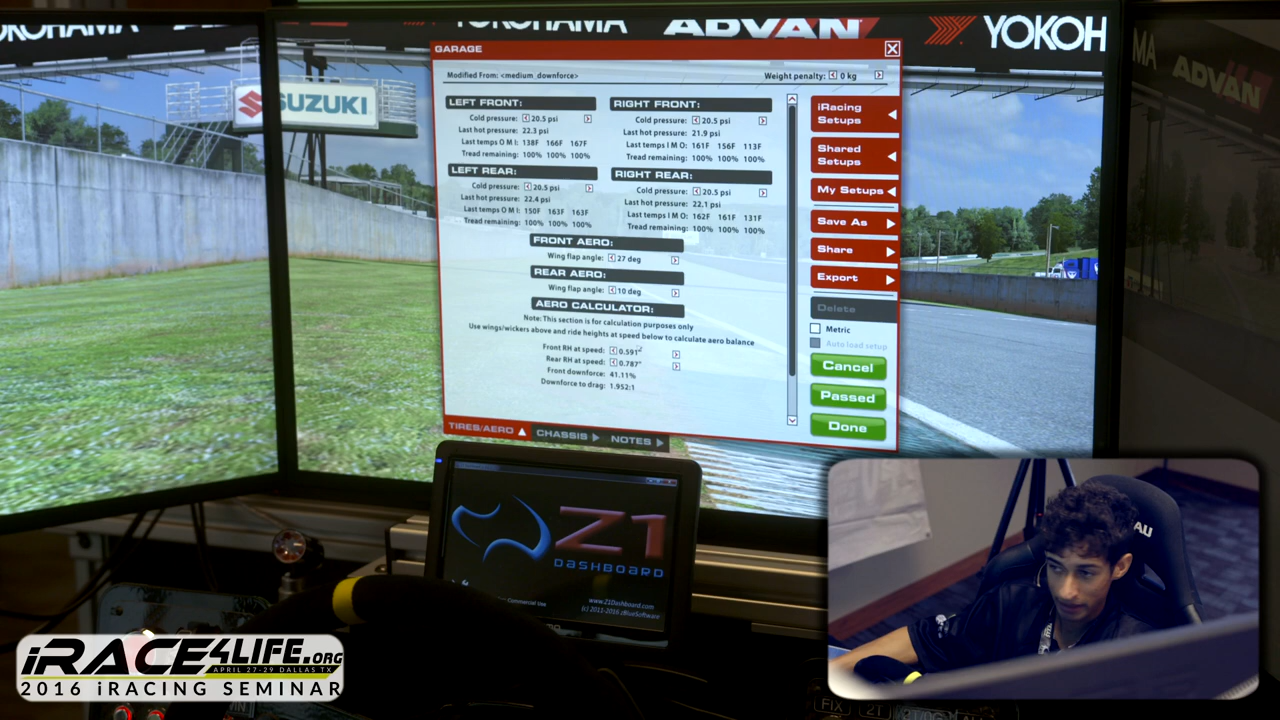 YOKOHAMA
YOKOHAMA
ADVAN
YOKOH
MA
ADVAN
SUZUKI
GARAGE
Modified From: <medium_downforce>
Weight penalty: 0 kg
LEFT FRONT:
Cold pressure: 20.5 psi
Last hot pressure: 22.3 psi
Last temps O M I: 138F 166F 167F
Tread remaining: 100% 100% 100%
RIGHT FRONT:
Cold pressure: 20.5 psi
Last hot pressure: 21.9 psi
Last temps I M O: 161F 156F 113F
Tread remaining: 100% 100% 100%
LEFT REAR:
Cold pressure: 20.5 psi
Last hot pressure: 22.4 psi
Last temps O M I: 150F 163F 163F
Tread remaining: 100% 100% 100%
RIGHT REAR:
Cold pressure: 20.5 psi
Last hot pressure: 22.1 psi
Last temps I M O: 162F 161F 131F
Tread remaining: 100% 100% 100%
FRONT AERO:
Wing flap angle: 27 deg
REAR AERO:
Wing flap angle: 10 deg
AERO CALCULATOR:
Note: This section is for calculation purposes only
Use wings/wickers above and ride heights at speed below to calculate aero balance
Front RH at speed: 0.591"
Rear RH at speed: 0.787"
Front downforce: 41.11%
Downforce to drag: 1.952:1
iRacing
Setups
Shared
Setups
My Setups
Save As
Share
Export
Delete
Metric
Auto load setup
Cancel
Passed
Done
TIRES/AERO
CHASSIS
NOTES
Z1
DASHBOARD
Commercial Use
www.Z1Dashboard.com
(c) 2011-2016 zBlueSoftware
AU
iRACE4LIFE.ORG
APRIL 27-29 DALLAS TX
2016 iRACING SEMINAR
FIX
2T